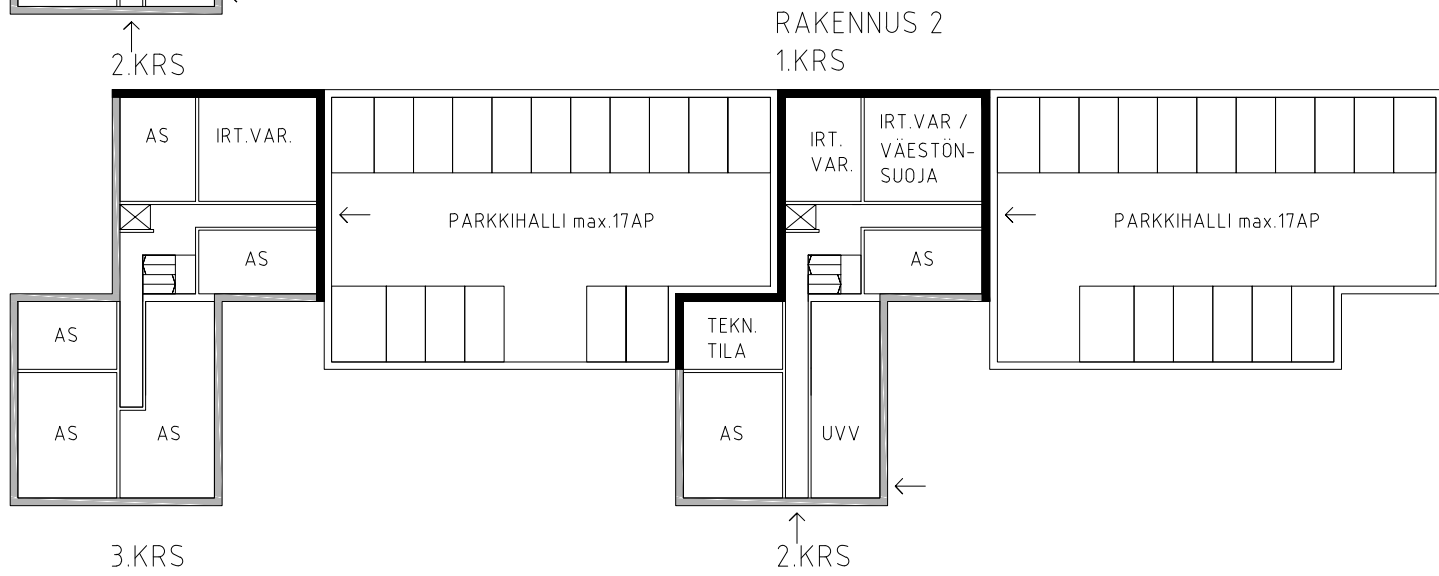 RAKENNUS 2
2.KRS
1.KRS
AS
IRT.VAR.
IRT.
VAR.
IRT.VAR /
VÄESTÖN-
SUOJA
PARKKIHALLI max.17AP
PARKKIHALLI max.17AP
AS
AS
AS
TEKN.
TILA
AS
AS
AS
UVV
3.KRS
2.KRS